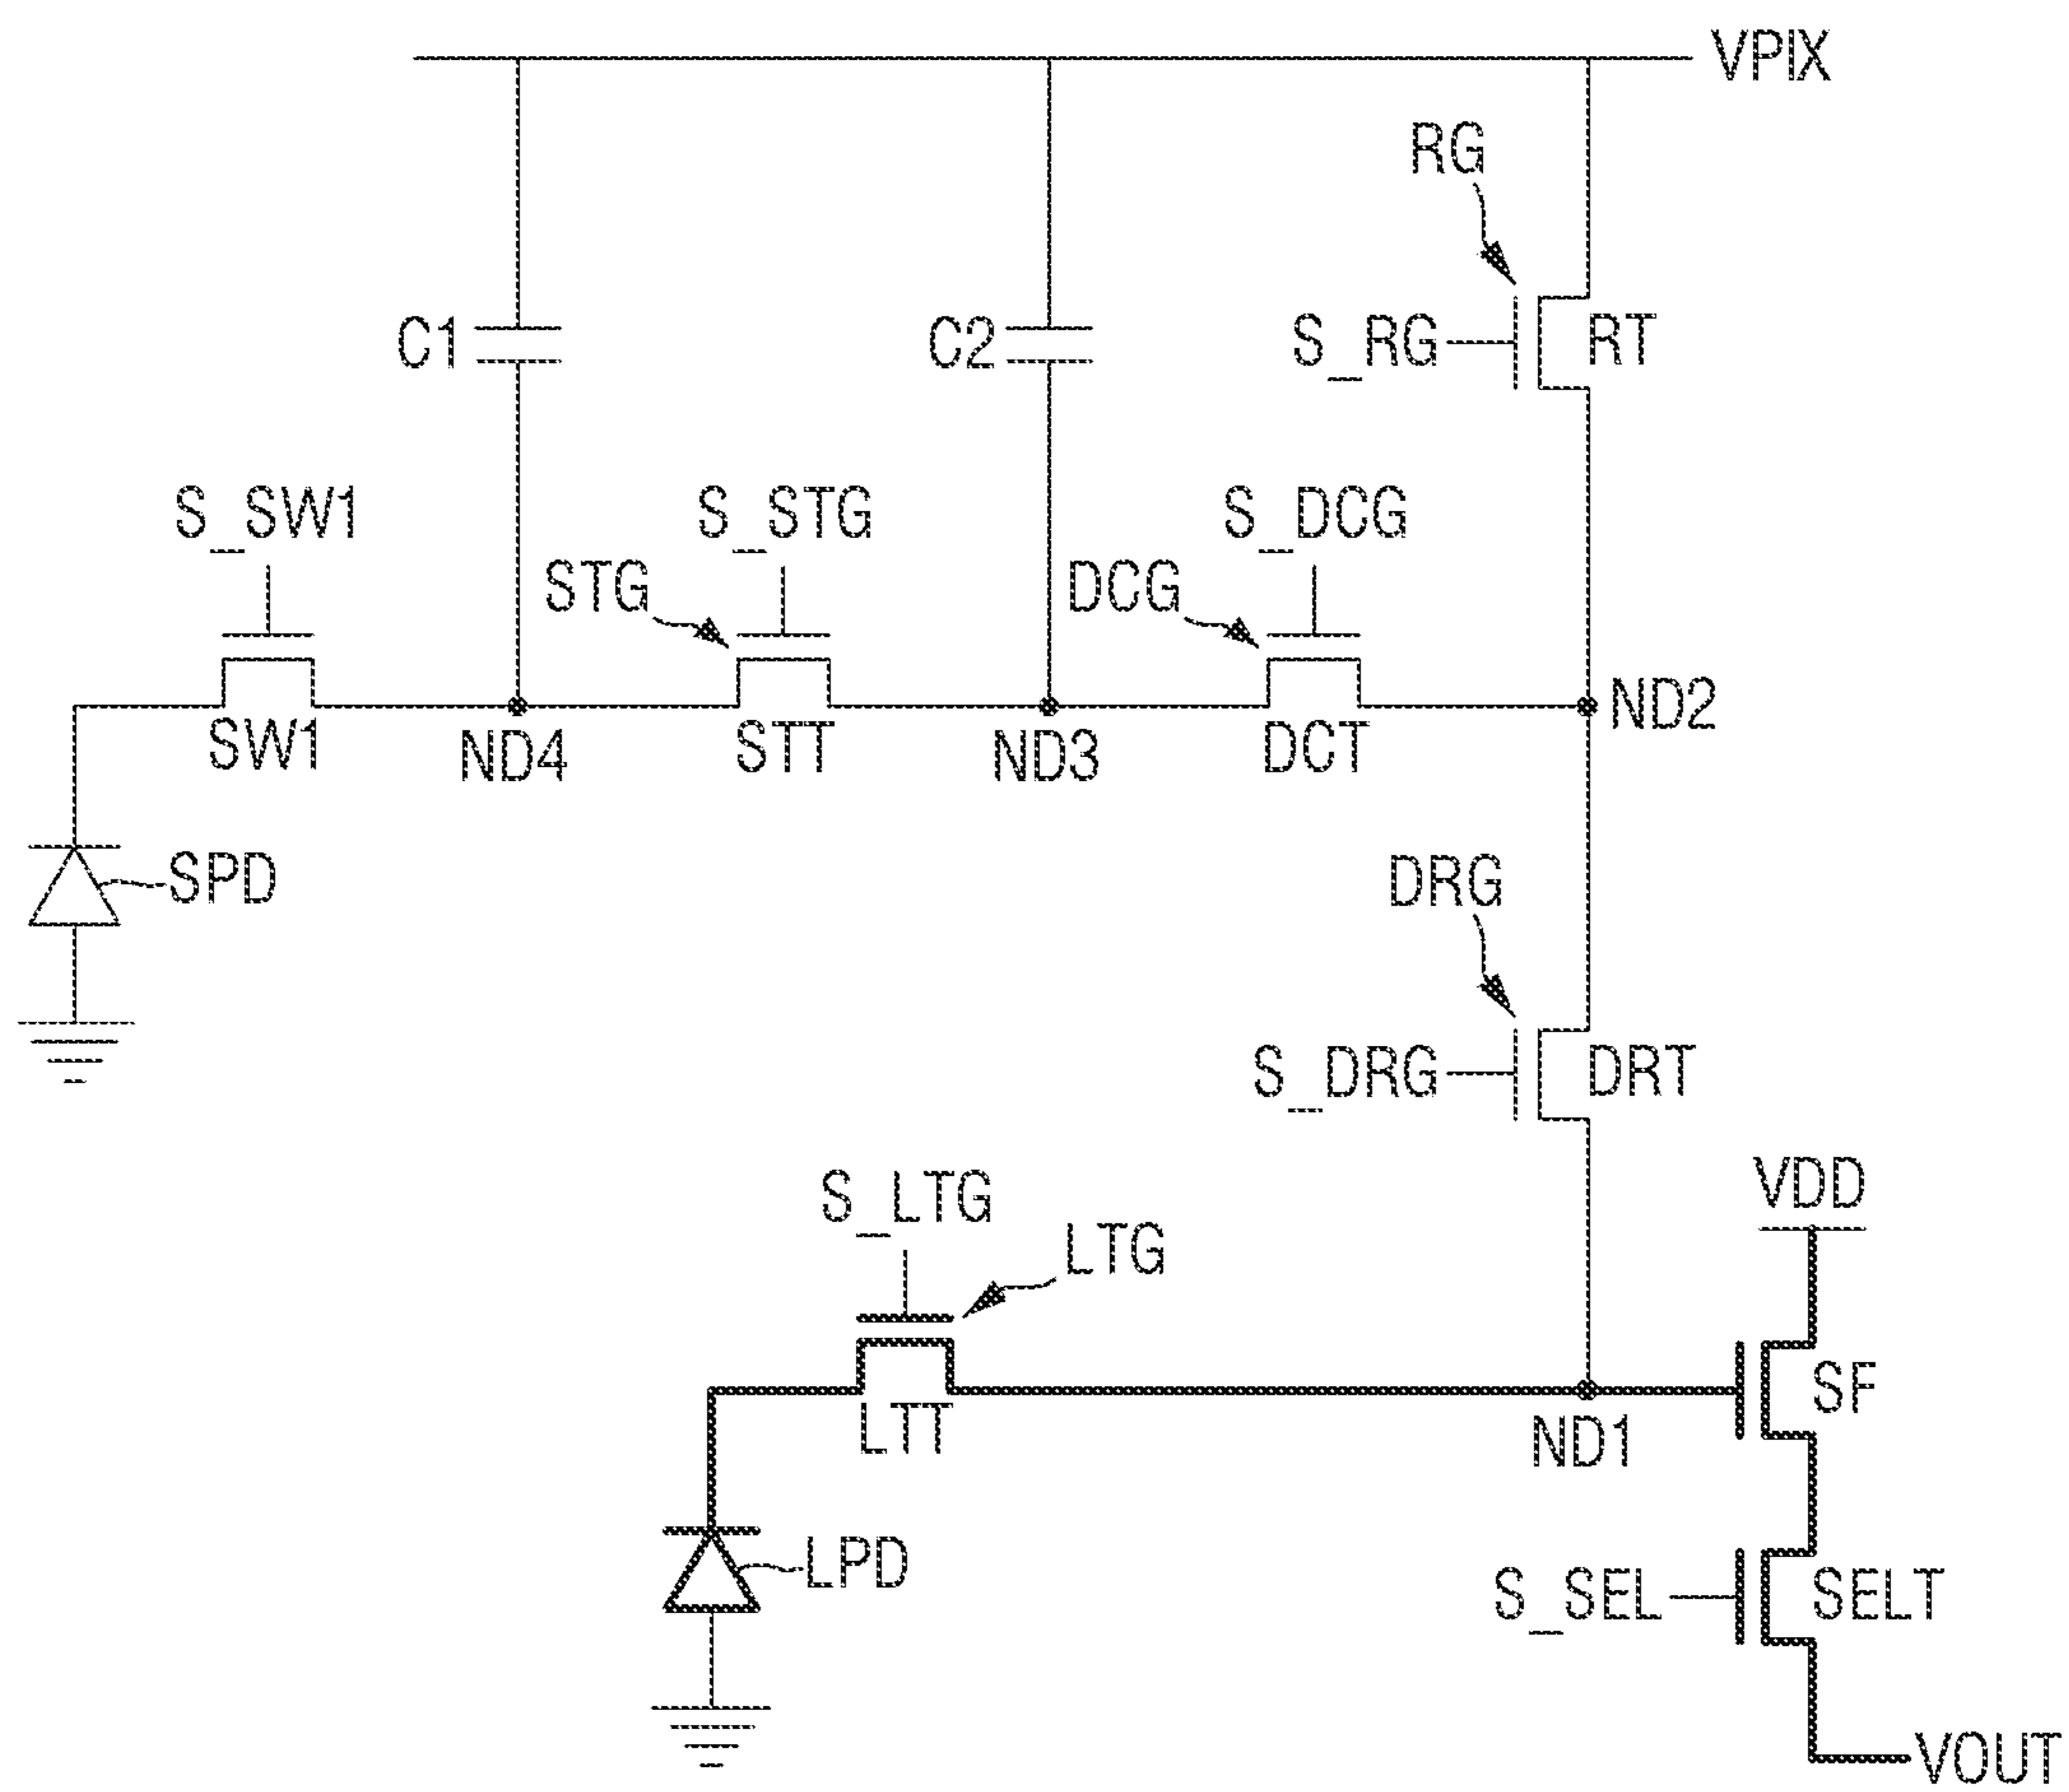 VPIX
RG
C1
C2
S_RG
RT
S_SW1
S_STG
S_DCG
STG
DCG
ND2
SW1
ND4
STT
ND3
DCT
SPD
DRG
S_DRG
DRT
VDD
S_LTG
LTG
SF
LTT
ND1
LPD
S_SEL
SELT
VOUT